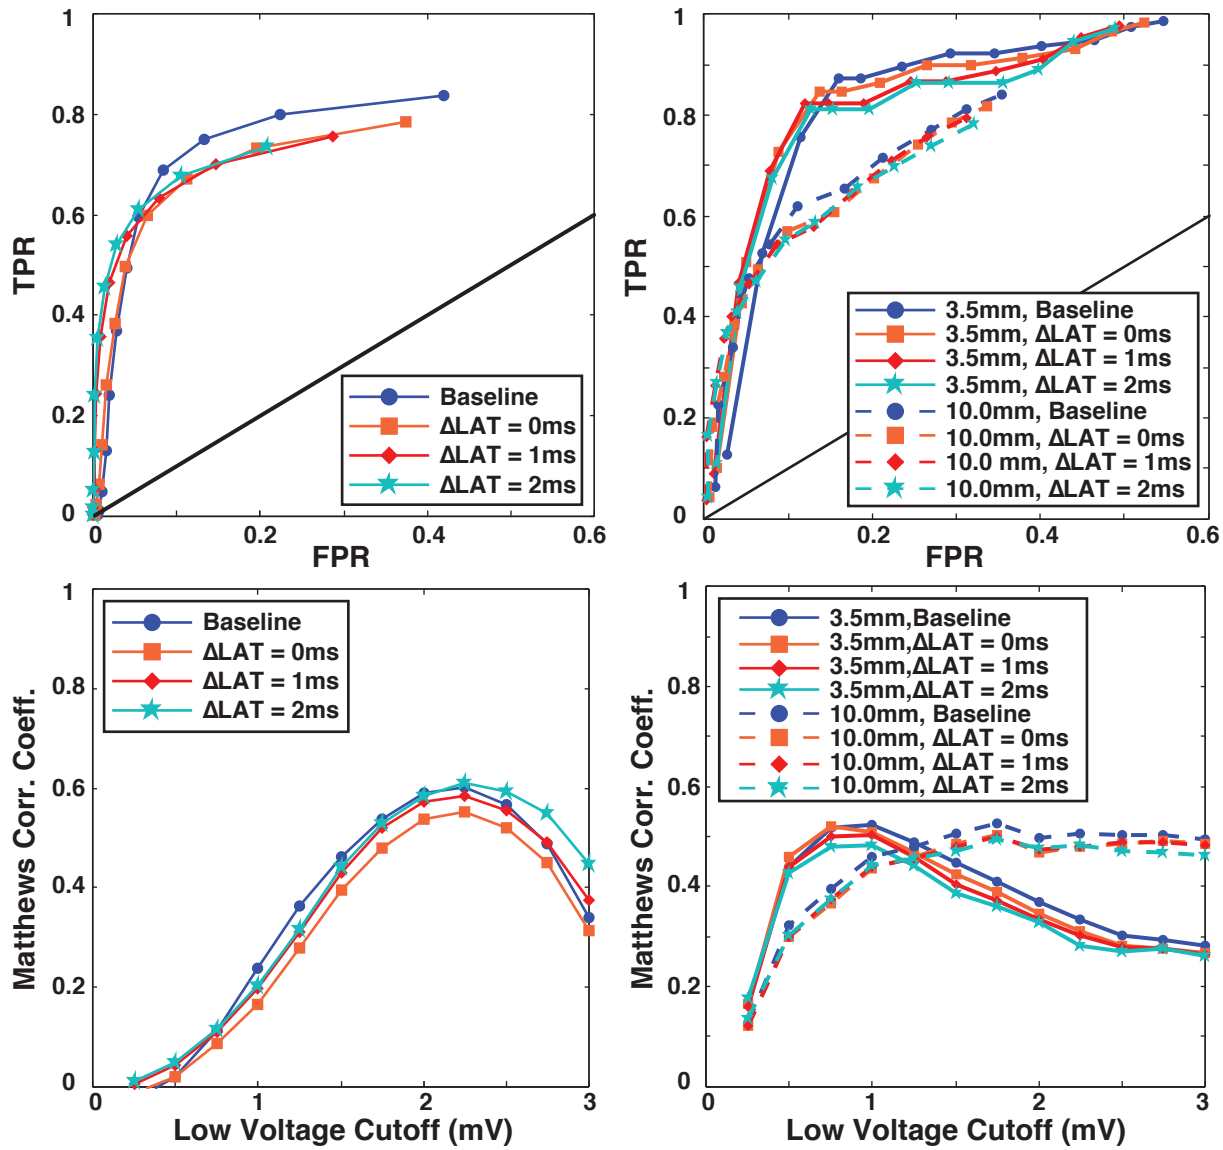 1
0.8
0.6
0.4
0.2
0
TPR
0
0.2
0.4
0.6
FPR
Baseline
ΔLAT = 0ms
ΔLAT = 1ms
ΔLAT = 2ms
1
0.8
0.6
0.4
0.2
0
TPR
0
0.2
0.4
0.6
FPR
3.5mm, Baseline
3.5mm, ΔLAT = 0ms
3.5mm, ΔLAT = 1ms
3.5mm, ΔLAT = 2ms
10.0mm, Baseline
10.0mm, ΔLAT = 0ms
10.0 mm, ΔLAT = 1ms
10.0mm, ΔLAT = 2ms
1
0.8
0.6
0.4
0.2
0
Matthews Corr. Coeff.
0
1
2
3
Low Voltage Cutoff (mV)
Baseline
ΔLAT = 0ms
ΔLAT = 1ms
ΔLAT = 2ms
1
0.8
0.6
0.4
0.2
0
Matthews Corr. Coeff.
0
1
2
3
Low Voltage Cutoff (mV)
3.5mm,Baseline
3.5mm,ΔLAT = 0ms
3.5mm,ΔLAT = 1ms
3.5mm,ΔLAT = 2ms
10.0mm, Baseline
10.0mm, ΔLAT = 0ms
10.0mm, ΔLAT = 1ms
10.0mm, ΔLAT = 2ms